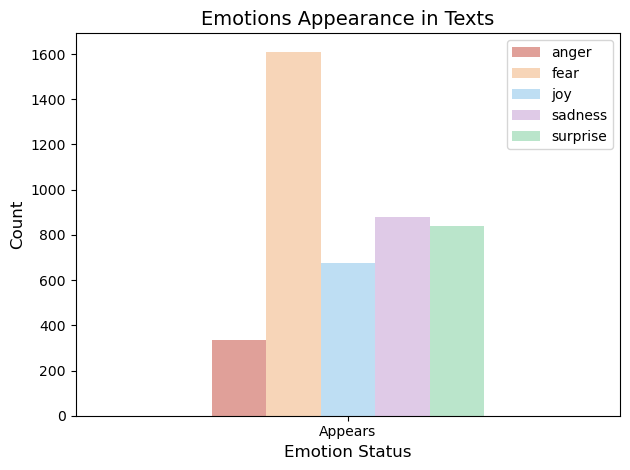 Emotions Appearance in Texts
anger
fear
joy
sadness
surprise
1600
1400
1200
1000
800
600
400
200
0
Count
Appears
Emotion Status